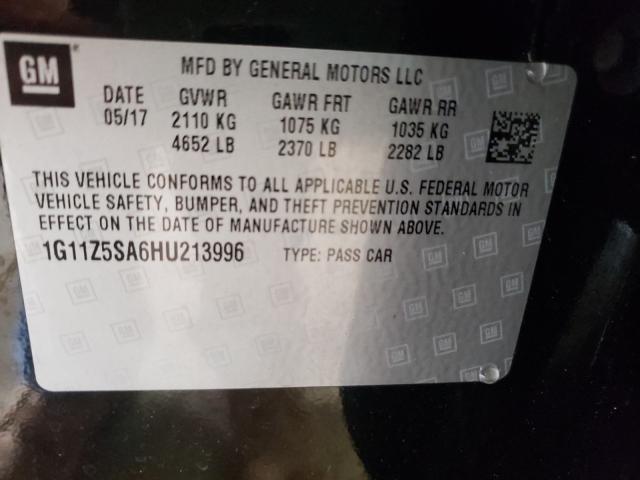 GM
MFD BY GENERAL MOTORS LLC
DATE GVWR GAWR FRT GAWR RR
05/17 2110 KG 1075 KG 1035 KG
4652 LB 2370 LB 2282 LB
THIS VEHICLE CONFORMS TO ALL APPLICABLE U.S. FEDERAL MOTOR
VEHICLE SAFETY, BUMPER, AND THEFT PREVENTION STANDARDS IN
EFFECT ON THE DATE OF MANUFACTURE SHOWN ABOVE.
1G11Z5SA6HU213996 TYPE: PASS CAR